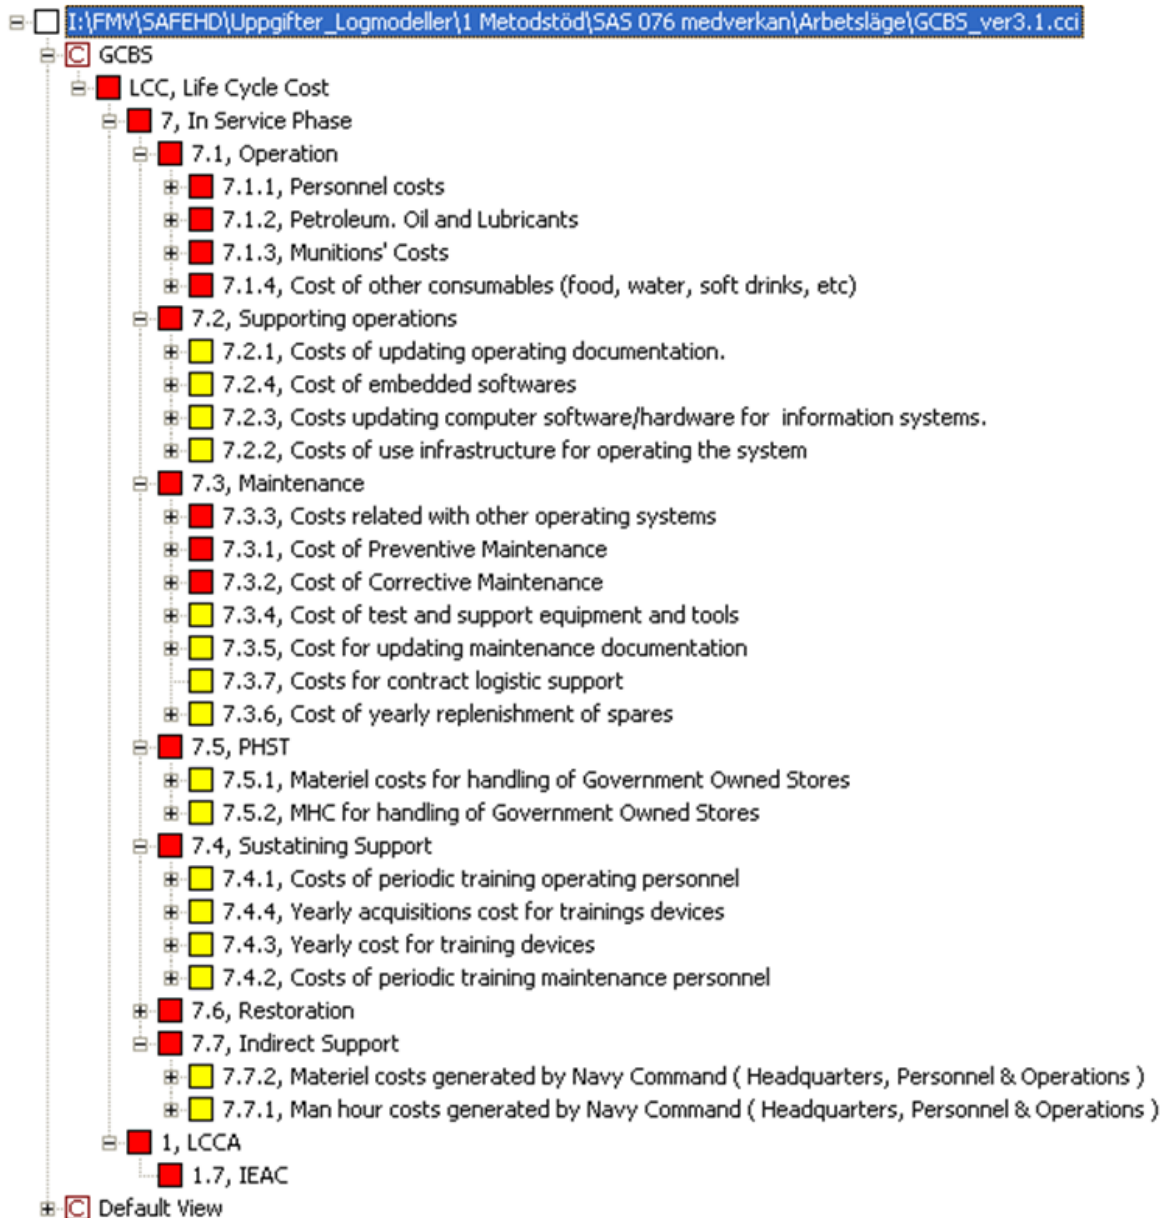 I:\FMV\SAFEHD\Uppgifter_Logmodeller\1 Metodstöd\SAS 076 medverkan\Arbetsläge\GCBS_ver3.1.cci
C GCBS
LCC, Life Cycle Cost
7, In Service Phase
7.1, Operation
7.1.1, Personnel costs
7.1.2, Petroleum. Oil and Lubricants
7.1.3, Munitions' Costs
7.1.4, Cost of other consumables (food, water, soft drinks, etc)
7.2, Supporting operations
7.2.1, Costs of updating operating documentation.
7.2.4, Cost of embedded softwares
7.2.3, Costs updating computer software/hardware for  information systems.
7.2.2, Costs of use infrastructure for operating the system
7.3, Maintenance
7.3.3, Costs related with other operating systems
7.3.1, Cost of Preventive Maintenance
7.3.2, Cost of Corrective Maintenance
7.3.4, Cost of test and support equipment and tools
7.3.5, Cost for updating maintenance documentation
7.3.7, Costs for contract logistic support
7.3.6, Cost of yearly replenishment of spares
7.5, PHST
7.5.1, Materiel costs for handling of Government Owned Stores
7.5.2, MHC for handling of Government Owned Stores
7.4, Sustatining Support
7.4.1, Costs of periodic training operating personnel
7.4.4, Yearly acquisitions cost for trainings devices
7.4.3, Yearly cost for training devices
7.4.2, Costs of periodic training maintenance personnel
7.6, Restoration
7.7, Indirect Support
7.7.2, Materiel costs generated by Navy Command ( Headquarters, Personnel & Operations )
7.7.1, Man hour costs generated by Navy Command ( Headquarters, Personnel & Operations )
1, LCCA
1.7, IEAC
C Default View